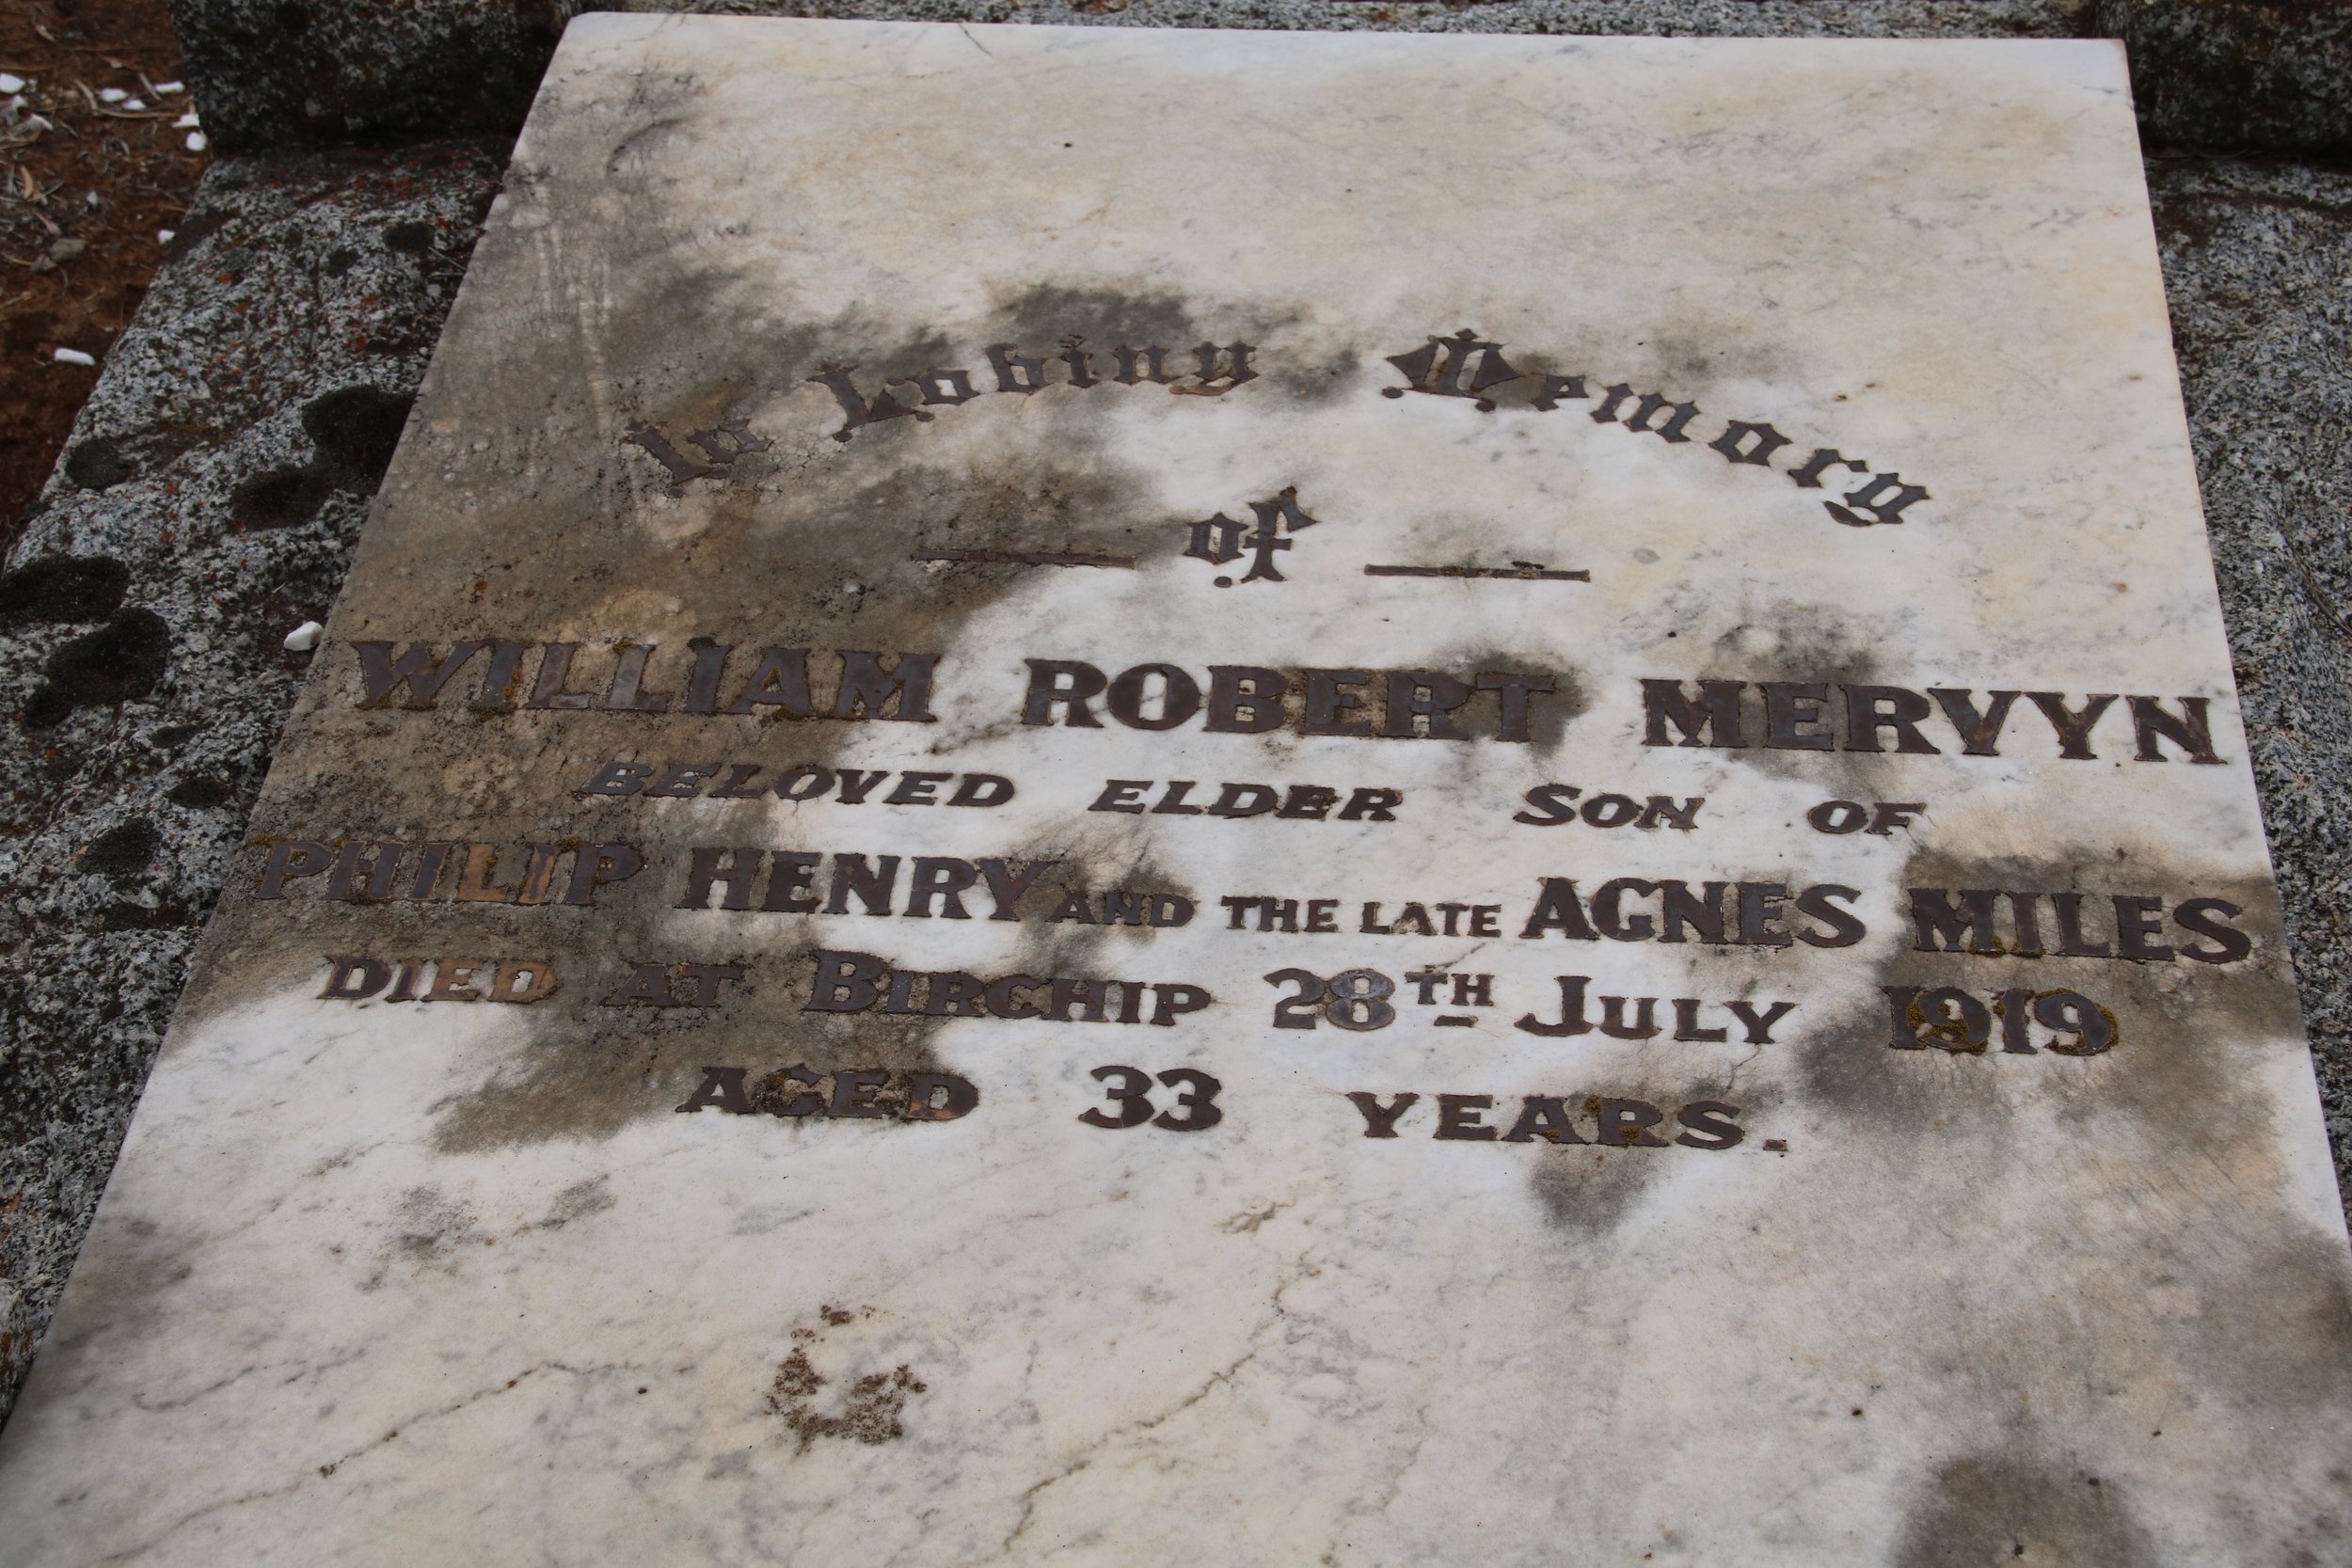 In Loving Memory
of
WILLIAM ROBERT MERVYN
BELOVED ELDER SON OF
PHILIP HENRY AND THE LATE AGNES MILES
DIED AT BIRCHIP 28TH JULY 1919
AGED 33 YEARS.